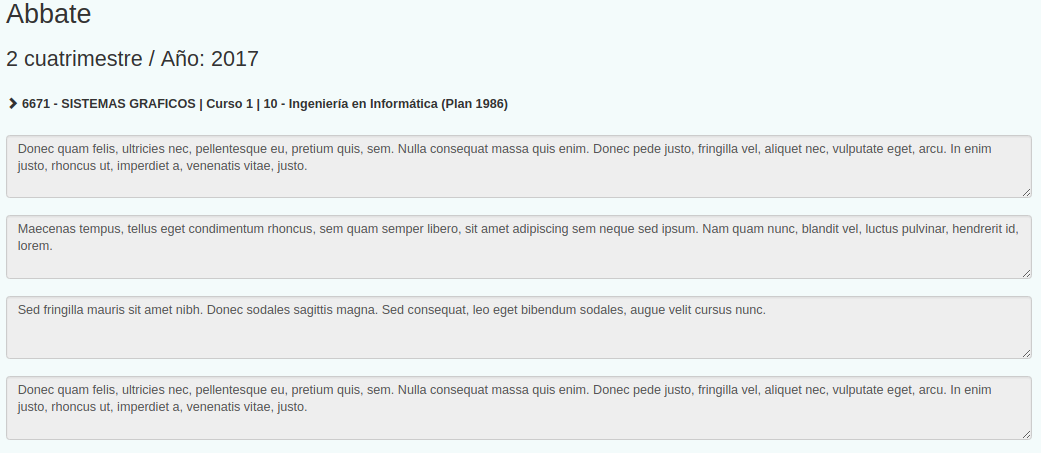 Abbate
2 cuatrimestre / Año: 2017
6671 - SISTEMAS GRAFICOS | Curso 1 | 10 - Ingeniería en Informática (Plan 1986)
Donec quam felis, ultricies nec, pellentesque eu, pretium quis, sem. Nulla consequat massa quis enim. Donec pede justo, fringilla vel, aliquet nec, vulputate eget, arcu. In enim
justo, rhoncus ut, imperdiet a, venenatis vitae, justo.
Maecenas tempus, tellus eget condimentum rhoncus, sem quam semper libero, sit amet adipiscing sem neque sed ipsum. Nam quam nunc, blandit vel, luctus pulvinar, hendrerit id,
lorem.
Sed fringilla mauris sit amet nibh. Donec sodales sagittis magna. Sed consequat, leo eget bibendum sodales, augue velit cursus nunc.
Donec quam felis, ultricies nec, pellentesque eu, pretium quis, sem. Nulla consequat massa quis enim. Donec pede justo, fringilla vel, aliquet nec, vulputate eget, arcu. In enim
justo, rhoncus ut, imperdiet a, venenatis vitae, justo.